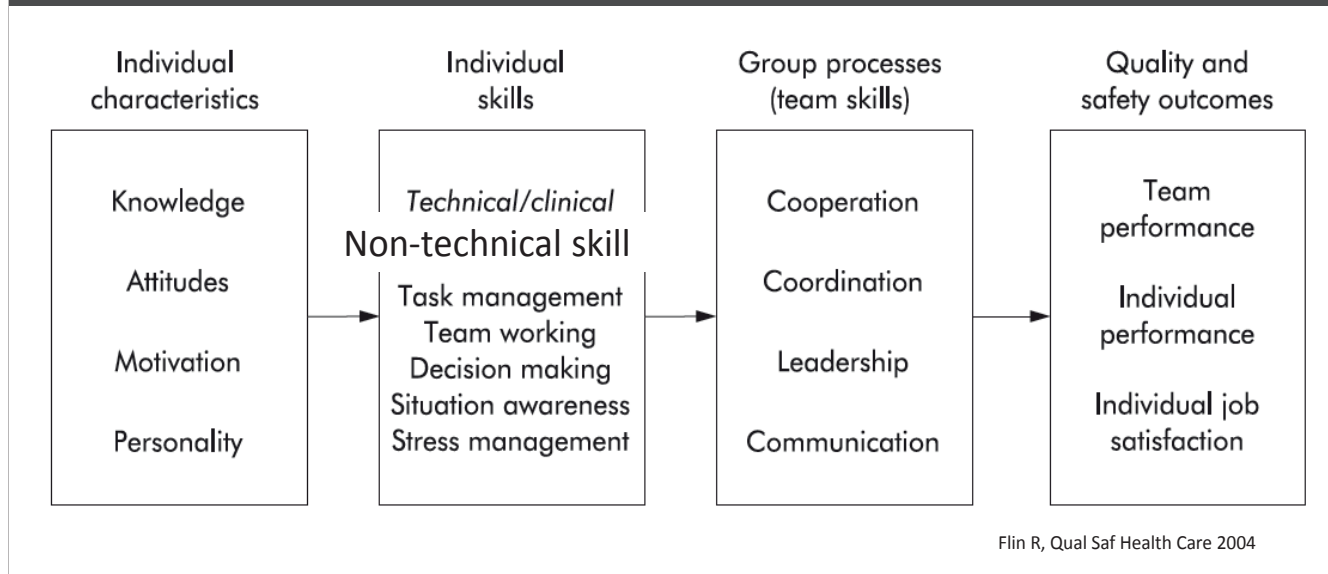 Individual
characteristics
Knowledge
Attitudes
Motivation
Personality
Individual
skills
Technical/clinical
Non-technical skill
Task management
Team working
Decision making
Situation awareness
Stress management
Group processes
(team skills)
Cooperation
Coordination
Leadership
Communication
Quality and
safety outcomes
Team
performance
Individual
performance
Individual job
satisfaction
Flin R, Qual Saf Health Care 2004